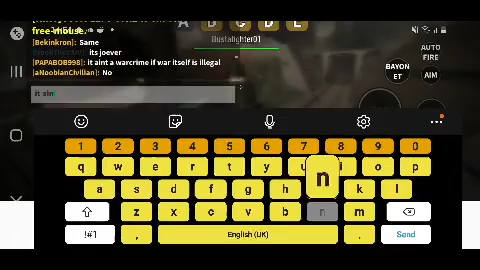 free mouse.
[Bekinkron]: Same
its joever
[PAPABOB998]: it aint a warcrime if war itself is illegal
[aNoobianCivilian]: No
it ain
A B C D E
Bustafighter01
AUTO
FIRE
BAYON
ET
AIM
1 2 3 4 5 6 7 8 9 0
q w e r t y u i o p
a s d f g h n k l
z x c v b n m
!#1 , English (UK) . Send